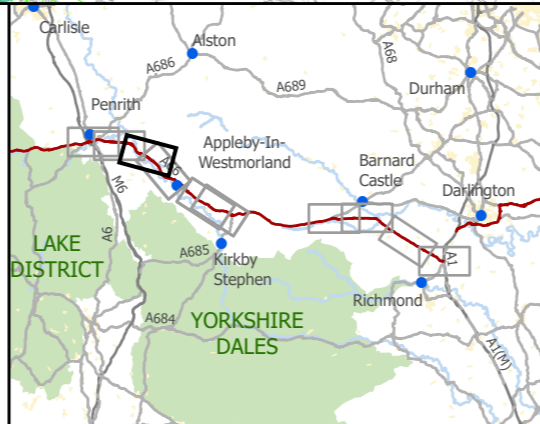 Carlisle
Alston
A68
A686
A689
Durham
Penrith
Appleby-In-
Westmorland
A66
Barnard
Castle
Darlington
M6
A6
LAKE
DISTRICT
A685
Kirkby
Stephen
A1
Richmond
A684
YORKSHIRE
DALES
A1(M)